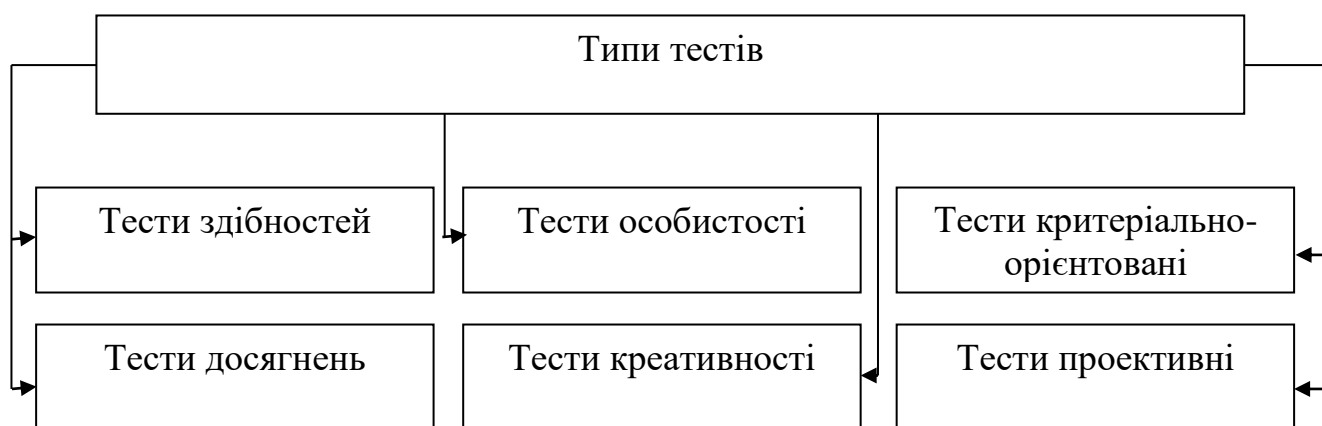 Типи тестів
Тести здібностей
Тести особистості
Тести критеріально-
орієнтовані
Тести досягнень
Тести креативності
Тести проективні